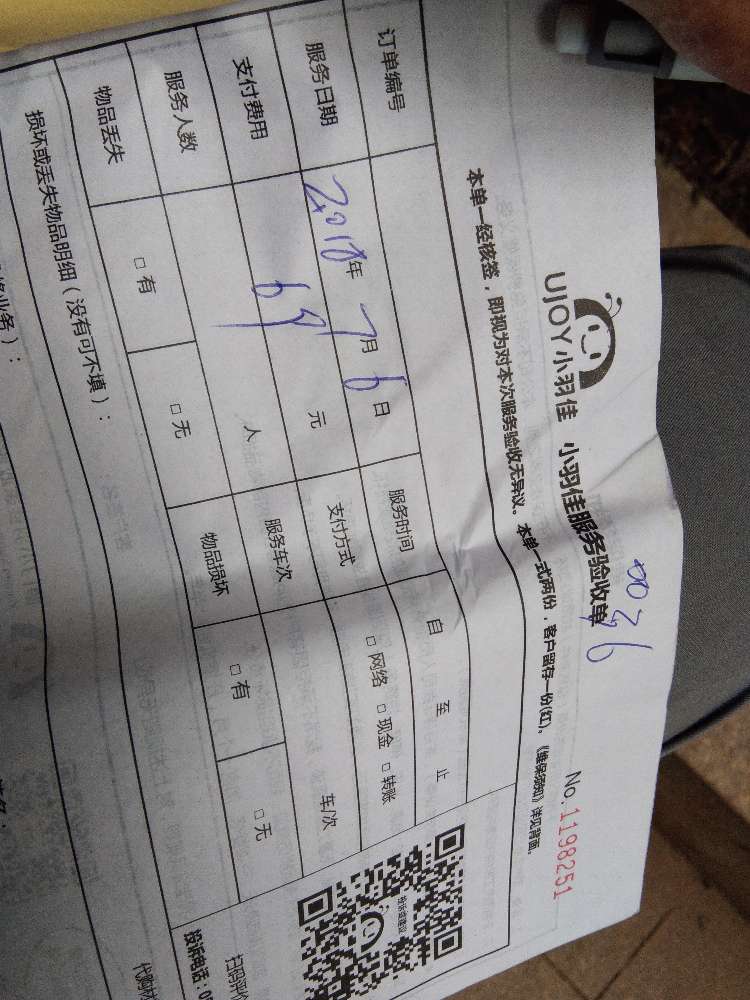 UJOY小羽佳 小羽佳服务验收单
No.1198251
本单一经核签，即视为对本次服务验收无异议。本单一式两份，客户留存一份(红)。《维保须知》详见背面。
订单编号 服务时间 自 至 止
服务日期 2018年7月6日 支付方式 □网络 □现金 □转账
支付费用 69 元 服务车次 车/次
服务人数 人 物品损坏 □有 □无
物品丢失 □有 □无
损坏或丢失物品明细（没有可不填）：
投诉电话：0